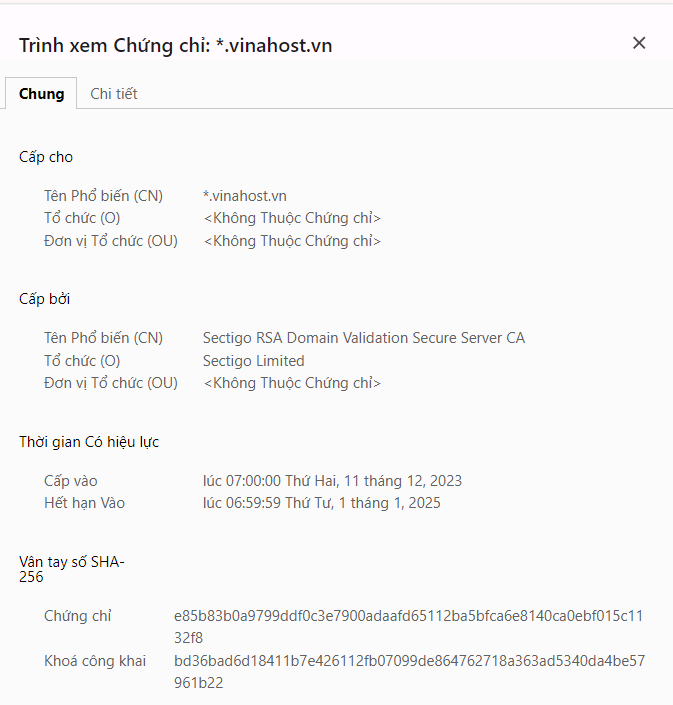 Trình xem Chứng chỉ: *.vinahost.vn
Chung Chi tiết
Cấp cho
Tên Phổ biến (CN) *.vinahost.vn
Tổ chức (O) <Không Thuộc Chứng chỉ>
Đơn vị Tổ chức (OU) <Không Thuộc Chứng chỉ>
Cấp bởi
Tên Phổ biến (CN) Sectigo RSA Domain Validation Secure Server CA
Tổ chức (O) Sectigo Limited
Đơn vị Tổ chức (OU) <Không Thuộc Chứng chỉ>
Thời gian Có hiệu lực
Cấp vào lúc 07:00:00 Thứ Hai, 11 tháng 12, 2023
Hết hạn Vào lúc 06:59:59 Thứ Tư, 1 tháng 1, 2025
Vân tay số SHA-
256
Chứng chỉ e85b83b0a9799ddf0c3e7900adaafd65112ba5bfca6e8140ca0ebf015c11
32f8
Khoá công khai bd36bad6d18411b7e426112fb07099de864762718a363ad5340da4be57
961b22